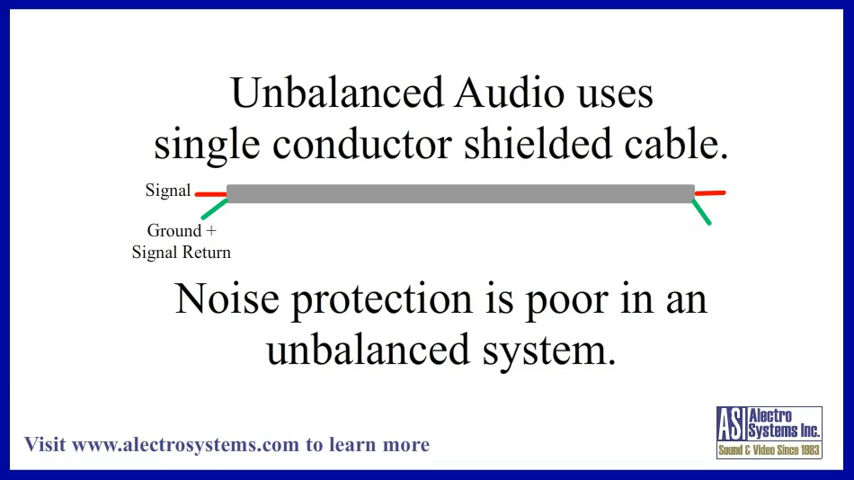 Unbalanced Audio uses
single conductor shielded cable.
Signal
Ground +
Signal Return
Noise protection is poor in an
unbalanced system.
Visit www.alectrosystems.com to learn more
ASI Alectro
Systems Inc.
Sound & Video Since 1983